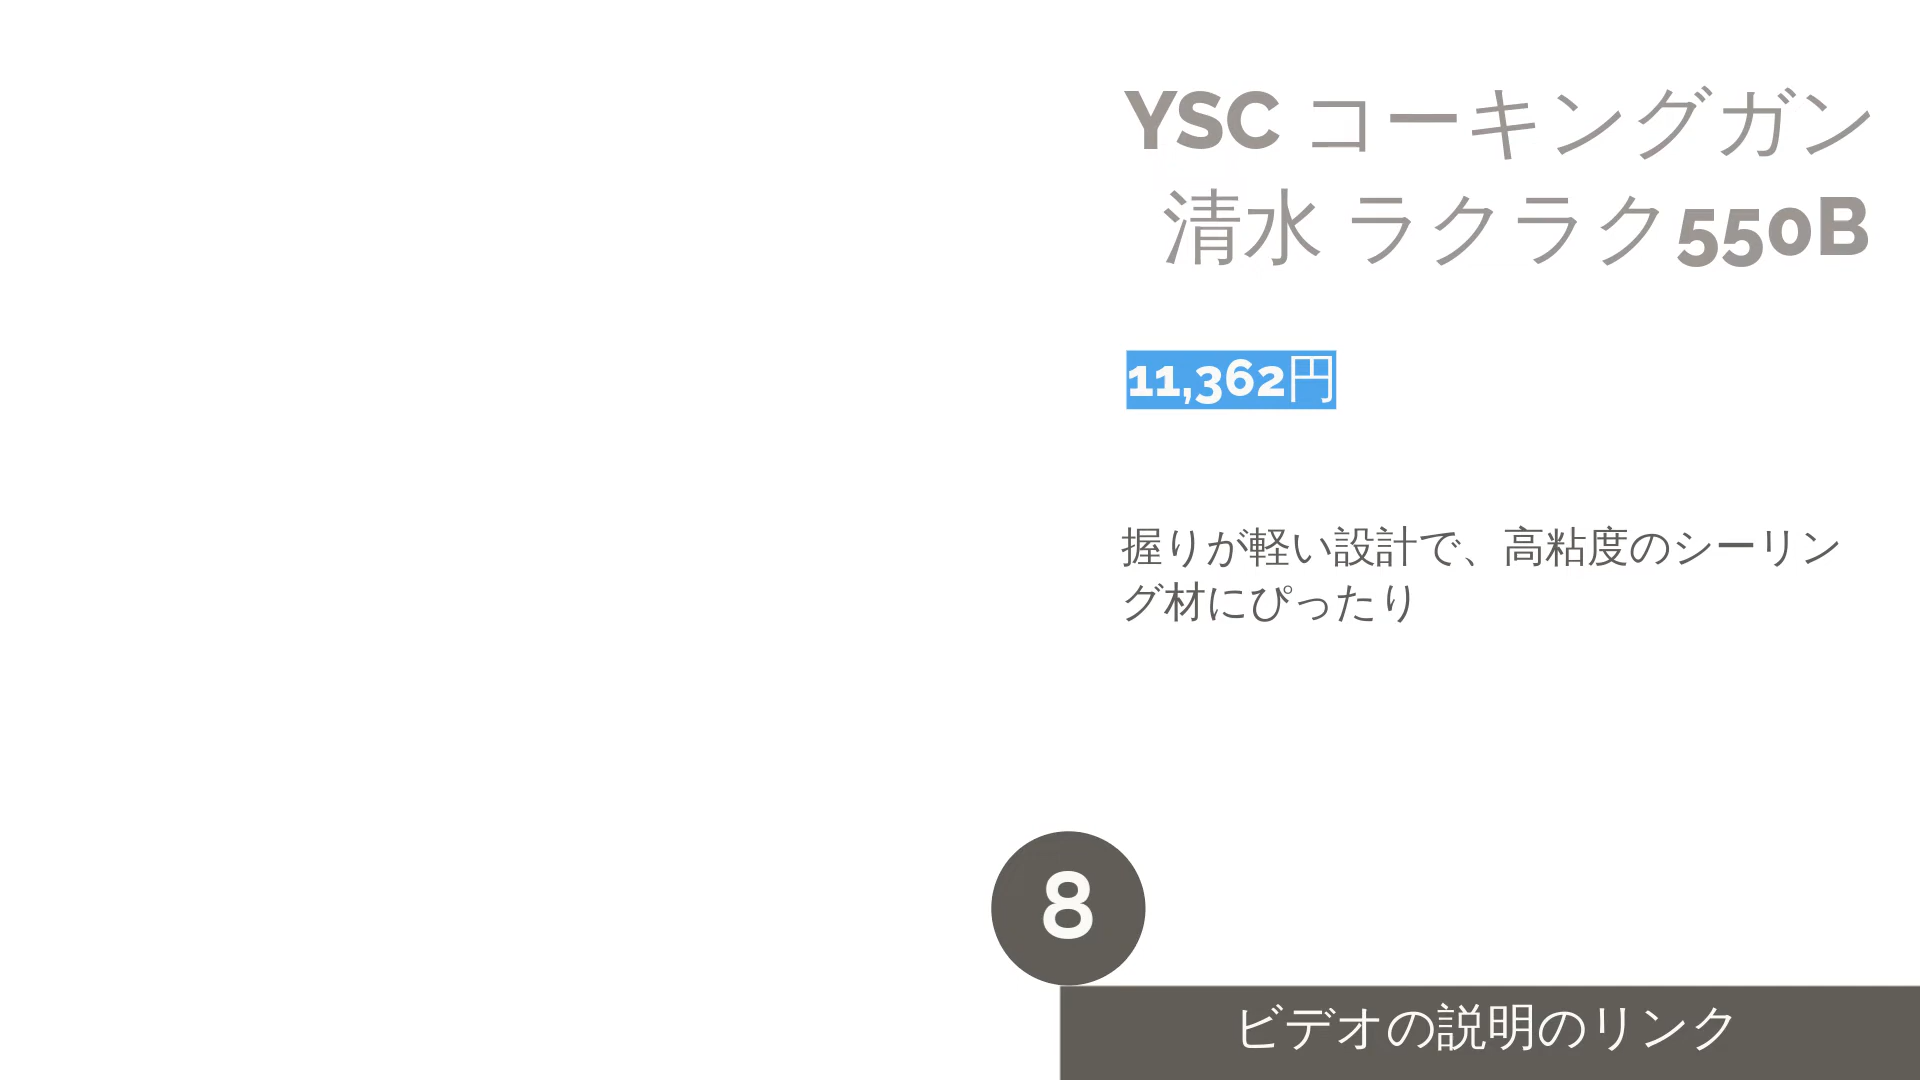 YSC コーキングガン
清水 ラクラク550B
11,362円
握りが軽い設計で、高粘度のシーリン
グ材にぴったり
8
ビデオの説明のリンク